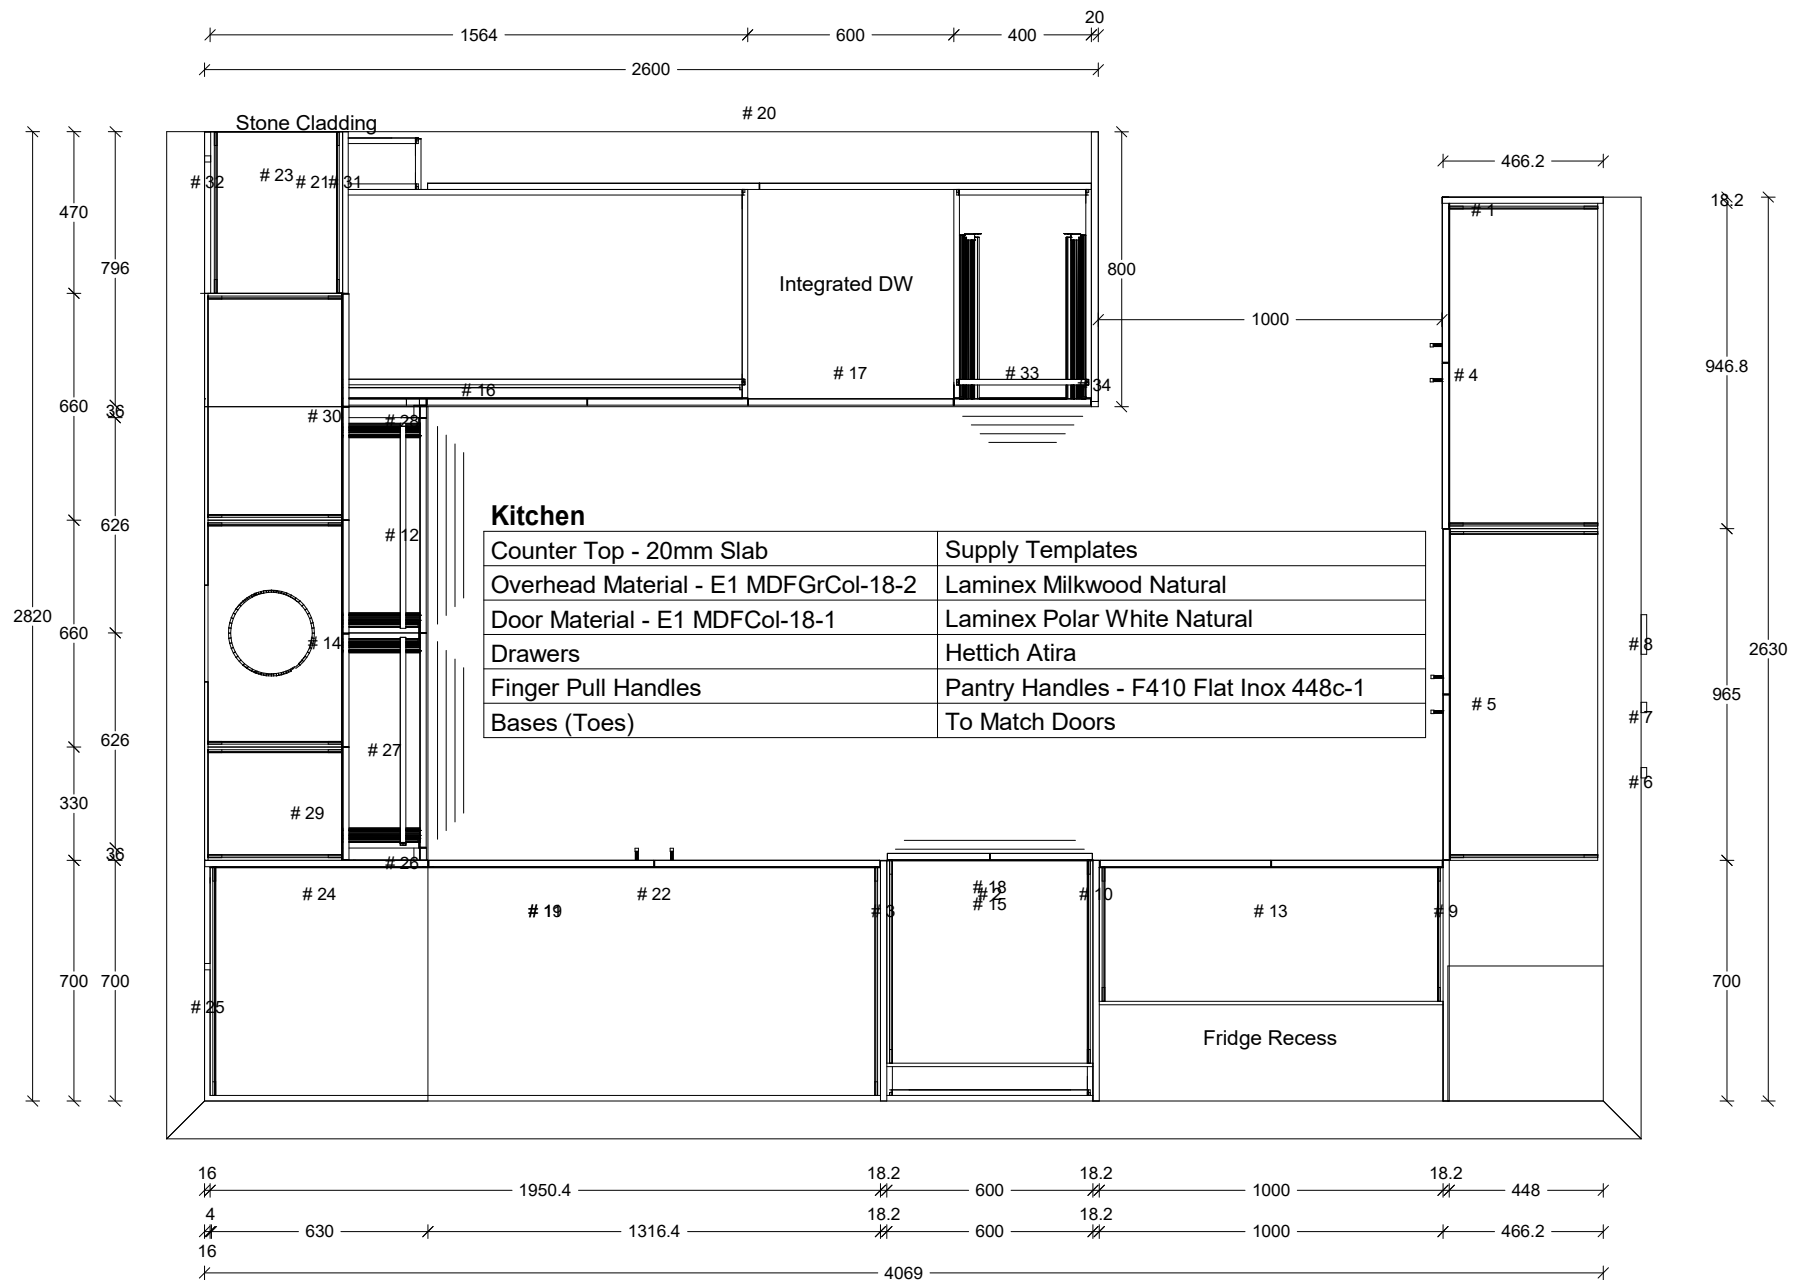 20
1564 600 400
2600
# 20
Stone Cladding
466.2
# 32 # 23 # 21 # 31
470
18.2
# 1
796
800
Integrated DW
1000
946.8
# 17 # 33 # 34
# 4
# 16
660
36
# 30
# 28
626
# 12
Kitchen
Counter Top - 20mm Slab Supply Templates
Overhead Material - E1 MDFGrCol-18-2 Laminex Milkwood Natural
Door Material - E1 MDFCol-18-1 Laminex Polar White Natural
Drawers Hettich Atira
Finger Pull Handles Pantry Handles - F410 Flat Inox 448c-1
Bases (Toes) To Match Doors
2820
660
# 14
# 8
2630
965
# 5
# 7
626
# 27
# 6
330
# 29
36
# 26
# 24 # 22 # 18 # 2 # 10
# 19 # 3 # 15 # 13 # 9
700 700
700
# 25
Fridge Recess
16 18.2 18.2 18.2
1950.4 600 1000 448
4 18.2 18.2
630 1316.4 600 1000 466.2
16
4069